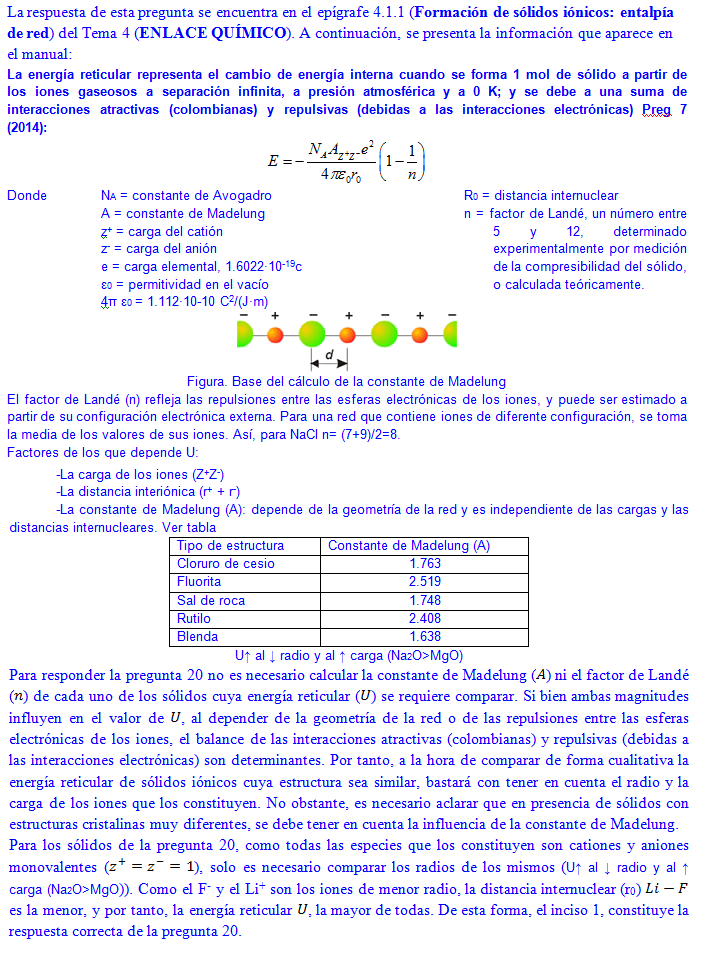 La respuesta de esta pregunta se encuentra en el epígrafe 4.1.1 (Formación de sólidos iónicos: entalpía
de red) del Tema 4 (ENLACE QUÍMICO). A continuación, se presenta la información que aparece en
el manual:
La energía reticular representa el cambio de energía interna cuando se forma 1 mol de sólido a partir de
los iones gaseosos a separación infinita, a presión atmosférica y a 0 K; y se debe a una suma de
interacciones atractivas (colombianas) y repulsivas (debidas a las interacciones electrónicas) Preg 7
(2014):
E = − N_A A_{z^+z^-} e^2 / 4πε_0 r_0 (1 − 1/n)
Donde
NA = constante de Avogadro
A = constante de Madelung
z+ = carga del catión
z- = carga del anión
e = carga elemental, 1.6022·10-19c
ε0 = permitividad en el vacío
4π ε0 = 1.112·10-10 C2/(J·m)
R0 = distancia internuclear
n = factor de Landé, un número entre
5 y 12, determinado
experimentalmente por medición
de la compresibilidad del sólido,
o calculada teóricamente.
− + − + − + −
d
Figura. Base del cálculo de la constante de Madelung
El factor de Landé (n) refleja las repulsiones entre las esferas electrónicas de los iones, y puede ser estimado a
partir de su configuración electrónica externa. Para una red que contiene iones de diferente configuración, se toma
la media de los valores de sus iones. Así, para NaCl n= (7+9)/2=8.
Factores de los que depende U:
-La carga de los iones (Z+Z-)
-La distancia interiónica (r+ + r-)
-La constante de Madelung (A): depende de la geometría de la red y es independiente de las cargas y las
distancias internucleares. Ver tabla
Tipo de estructura Constante de Madelung (A)
Cloruro de cesio 1.763
Fluorita 2.519
Sal de roca 1.748
Rutilo 2.408
Blenda 1.638
U↑ al ↓ radio y al ↑ carga (Na2O>MgO)
Para responder la pregunta 20 no es necesario calcular la constante de Madelung (A) ni el factor de Landé
(n) de cada uno de los sólidos cuya energía reticular (U) se requiere comparar. Si bien ambas magnitudes
influyen en el valor de U, al depender de la geometría de la red o de las repulsiones entre las esferas
electrónicas de los iones, el balance de las interacciones atractivas (colombianas) y repulsivas (debidas a
las interacciones electrónicas) son determinantes. Por tanto, a la hora de comparar de forma cualitativa la
energía reticular de sólidos iónicos cuya estructura sea similar, bastará con tener en cuenta el radio y la
carga de los iones que los constituyen. No obstante, es necesario aclarar que en presencia de sólidos con
estructuras cristalinas muy diferentes, se debe tener en cuenta la influencia de la constante de Madelung.
Para los sólidos de la pregunta 20, como todas las especies que los constituyen son cationes y aniones
monovalentes (z+ = z− = 1), solo es necesario comparar los radios de los mismos (U↑ al ↓ radio y al ↑
carga (Na2O>MgO)). Como el F- y el Li+ son los iones de menor radio, la distancia internuclear (r0) Li − F
es la menor, y por tanto, la energía reticular U, la mayor de todas. De esta forma, el inciso 1, constituye la
respuesta correcta de la pregunta 20.